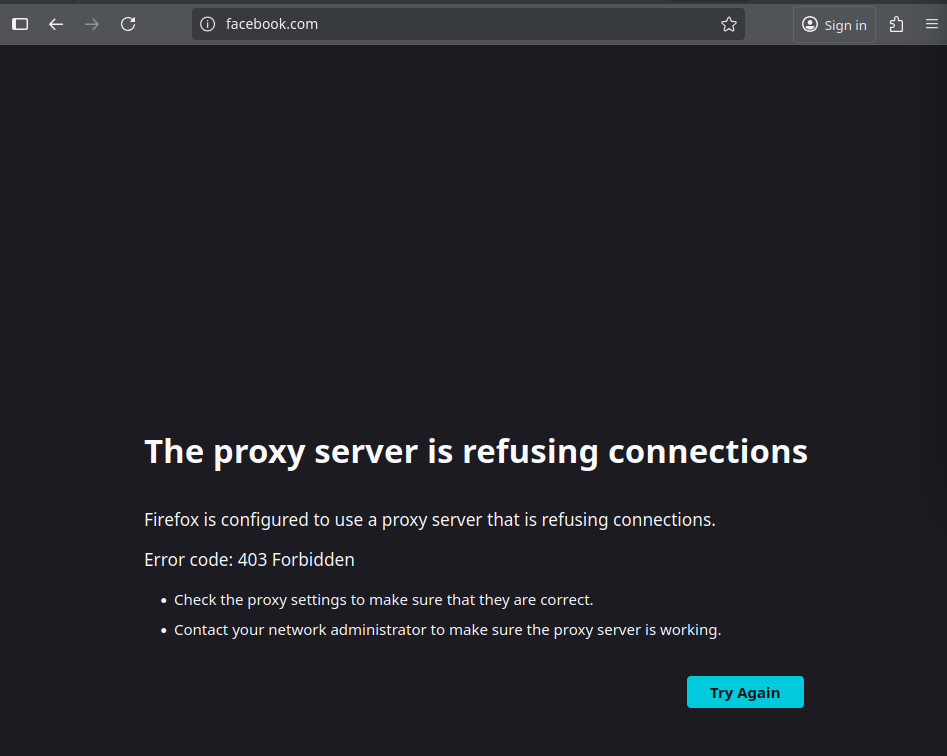 facebook.com
Sign in
The proxy server is refusing connections
Firefox is configured to use a proxy server that is refusing connections.
Error code: 403 Forbidden
• Check the proxy settings to make sure that they are correct.
• Contact your network administrator to make sure the proxy server is working.
Try Again